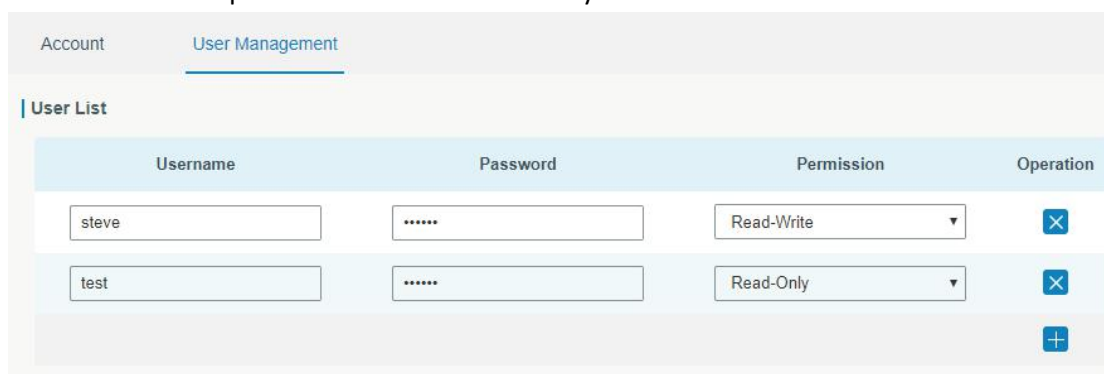 Account User Management
User List
Username Password Permission Operation
steve •••••• Read-Write
test •••••• Read-Only